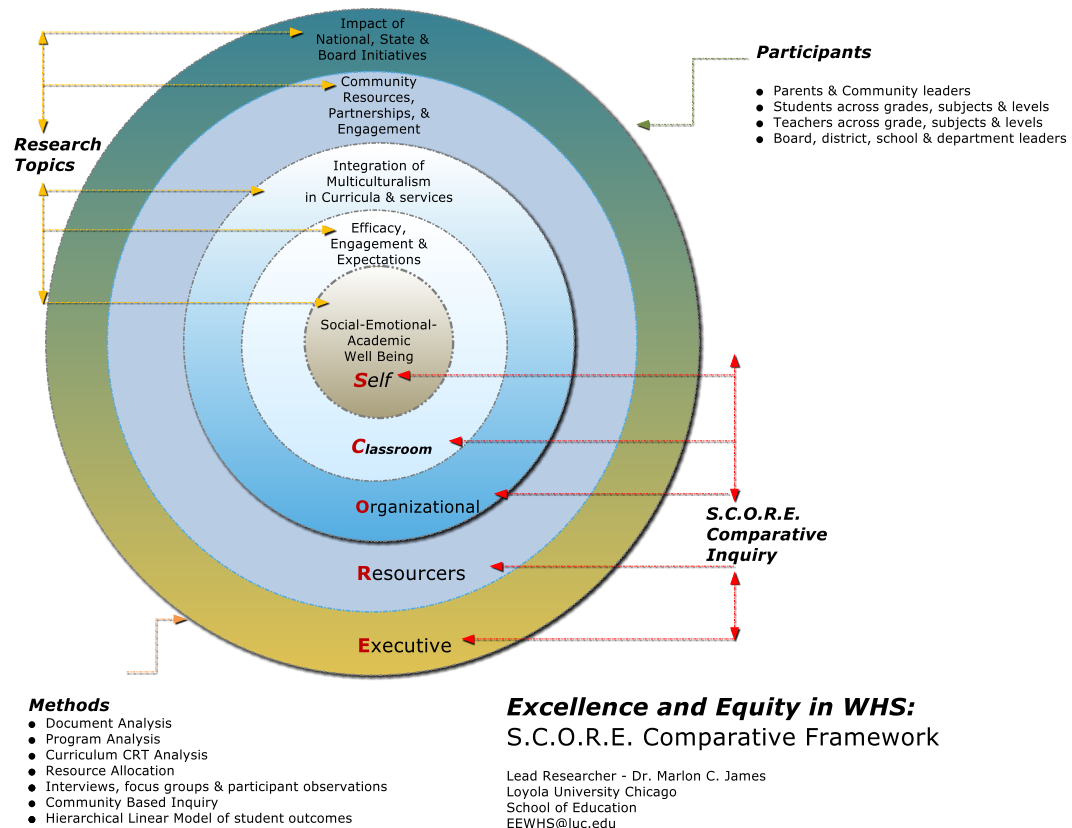 Impact of
National, State &
Board Initiatives
Community
Resources,
Partnerships, &
Engagement
Integration of
Multiculturalism
in Curricula & services
Efficacy,
Engagement &
Expectations
Social-Emotional-
Academic
Well Being
Self
Classroom
Organizational
Resourcers
Executive
Research
Topics
Participants
● Parents & Community leaders
● Students across grades, subjects & levels
● Teachers across grade, subjects & levels
● Board, district, school & department leaders
S.C.O.R.E.
Comparative
Inquiry
Methods
● Document Analysis
● Program Analysis
● Curriculum CRT Analysis
● Resource Allocation
● Interviews, focus groups & participant observations
● Community Based Inquiry
● Hierarchical Linear Model of student outcomes
Excellence and Equity in WHS:
S.C.O.R.E. Comparative Framework
Lead Researcher - Dr. Marlon C. James
Loyola University Chicago
School of Education
EEWHS@luc.edu